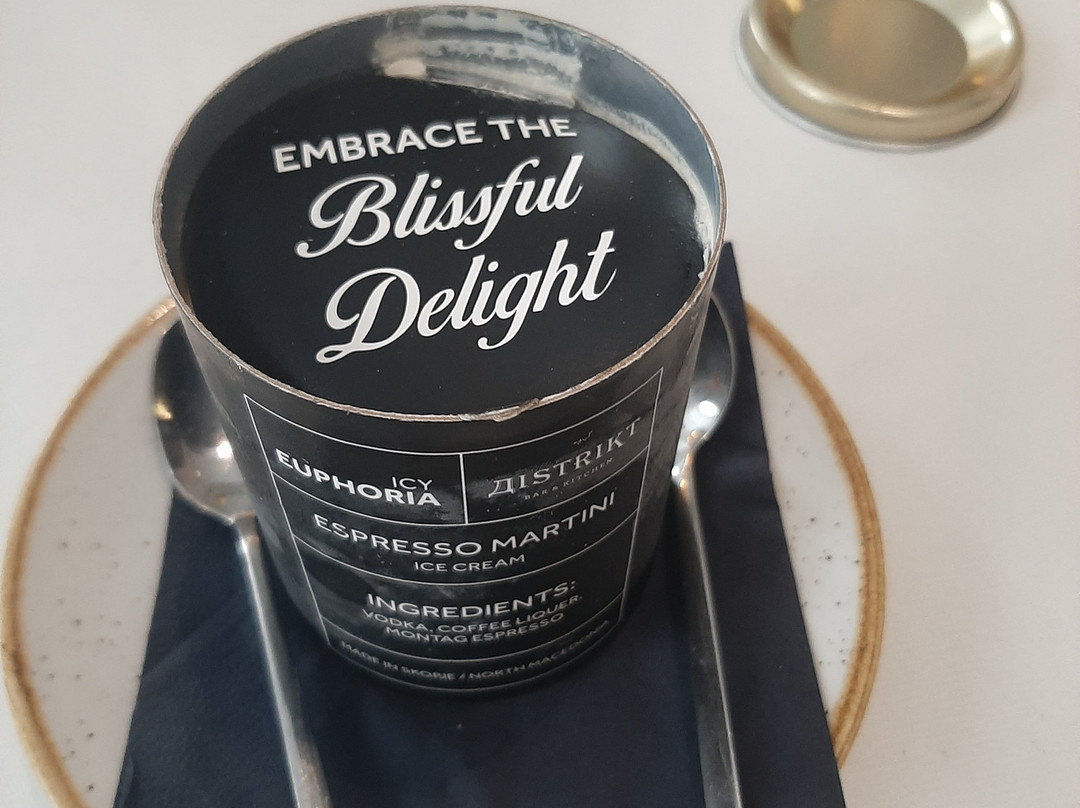 EMBRACE THE
Blissful
Delight
ICY
EUPHORIA
ДISTRIKT
BAR & KITCHEN
ESPRESSO MARTINI
ICE CREAM
INGREDIENTS:
VODKA, COFFEE LIQUER,
MONTAG ESPRESSO
MADE IN SKOPJE / NORTH MACEDONIA